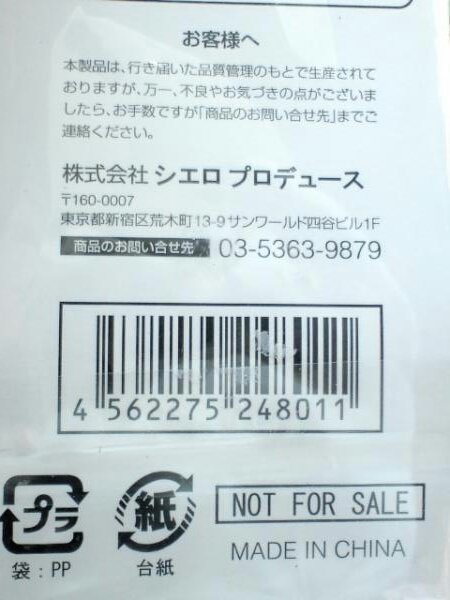 お客様へ
本製品は、行き届いた品質管理のもとで生産されて
おりますが、万一、不良やお気づきの点がございま
したら、お手数ですが「商品のお問い合せ先」までご
連絡ください。
株式会社 シエロ プロデュース
〒160-0007
東京都新宿区荒木町13-9サンワールド四谷ビル1F
商品のお問い合せ先 03-5363-9879
4 562275 248011
プラ 紙 NOT FOR SALE
袋：PP 台紙 MADE IN CHINA